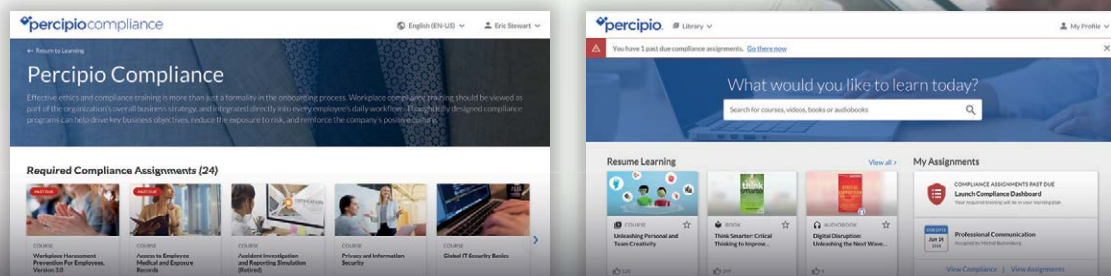 percipio compliance
English (EN-US)
Eric Stewart
← Return to Learning
Percipio Compliance
Effective ethics and compliance training is more than just a formality in the onboarding process. Workplace compliance training should be viewed as
part of the organization's overall business strategy, and integrated directly into every employee's daily workflow. Thoughtfully designed compliance
programs can help drive key business objectives, reduce the exposure to risk, and reinforce the company's positive culture.
Required Compliance Assignments (24)
PAST DUE
PAST DUE
COURSE
Workplace Harassment
Prevention For Employees,
Version 3.0
COURSE
Access to Employee
Medical and Exposure
Records
COURSE
Accident Investigation
and Reporting Simulation
(Retired)
COURSE
Privacy and Information
Security
COURSE
Global IT Security Basics
percipio.
Library
My Profile
You have 1 past due compliance assignments. Go there now
What would you like to learn today?
Search for courses, videos, books or audiobooks
Resume Learning
View all >
COURSE
Unleashing Personal and
Team Creativity
think
BOOK
Think Smarter: Critical
Thinking to Improve...
AUDIOBOOK
Digital Disruption:
Unleashing the Next Wave...
My Assignments
COMPLIANCE ASSIGNMENTS PAST DUE
Launch Compliance Dashboard
Your required training will be in your learning plan
Professional Communication
View Compliance | View Assignments